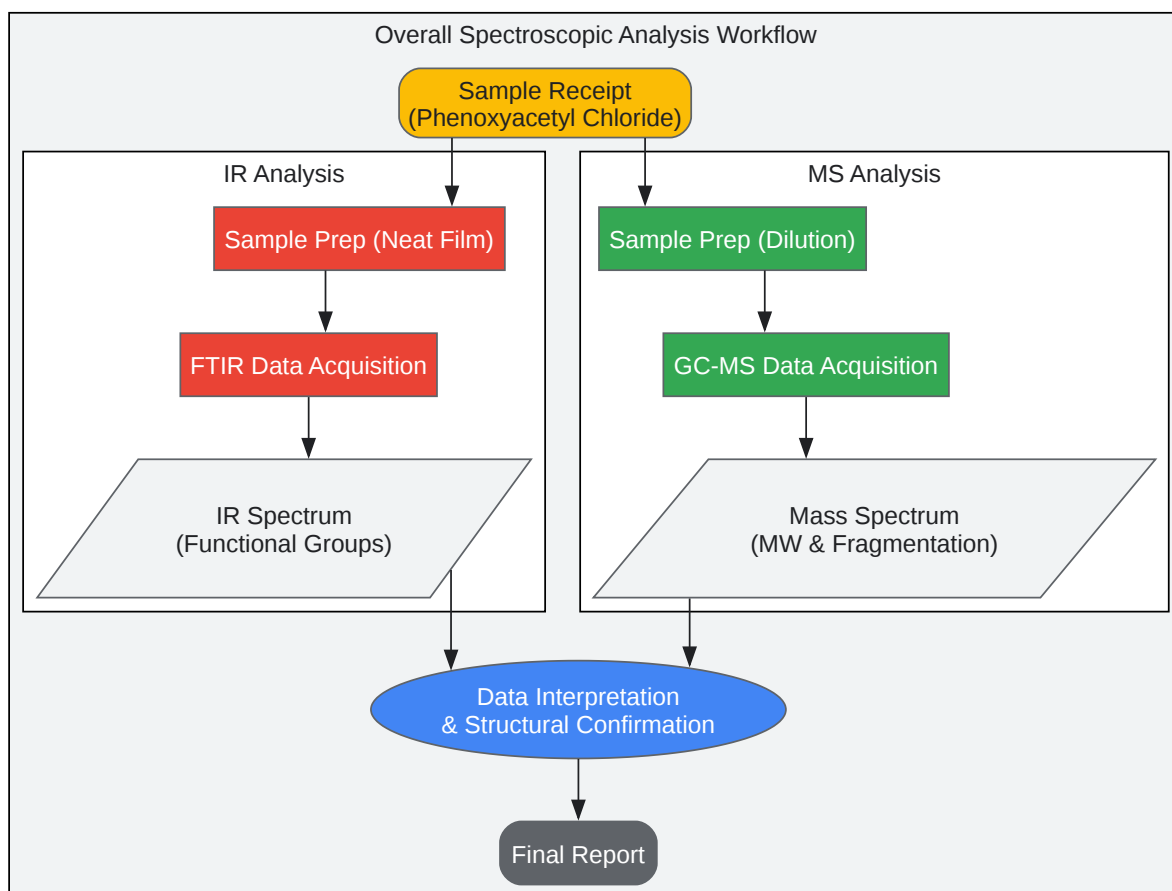 Overall Spectroscopic Analysis Workflow
Sample Receipt
(Phenoxyacetyl Chloride)
IR Analysis
Sample Prep (Neat Film)
FTIR Data Acquisition
IR Spectrum
(Functional Groups)
MS Analysis
Sample Prep (Dilution)
GC-MS Data Acquisition
Mass Spectrum
(MW & Fragmentation)
Data Interpretation
& Structural Confirmation
Final Report